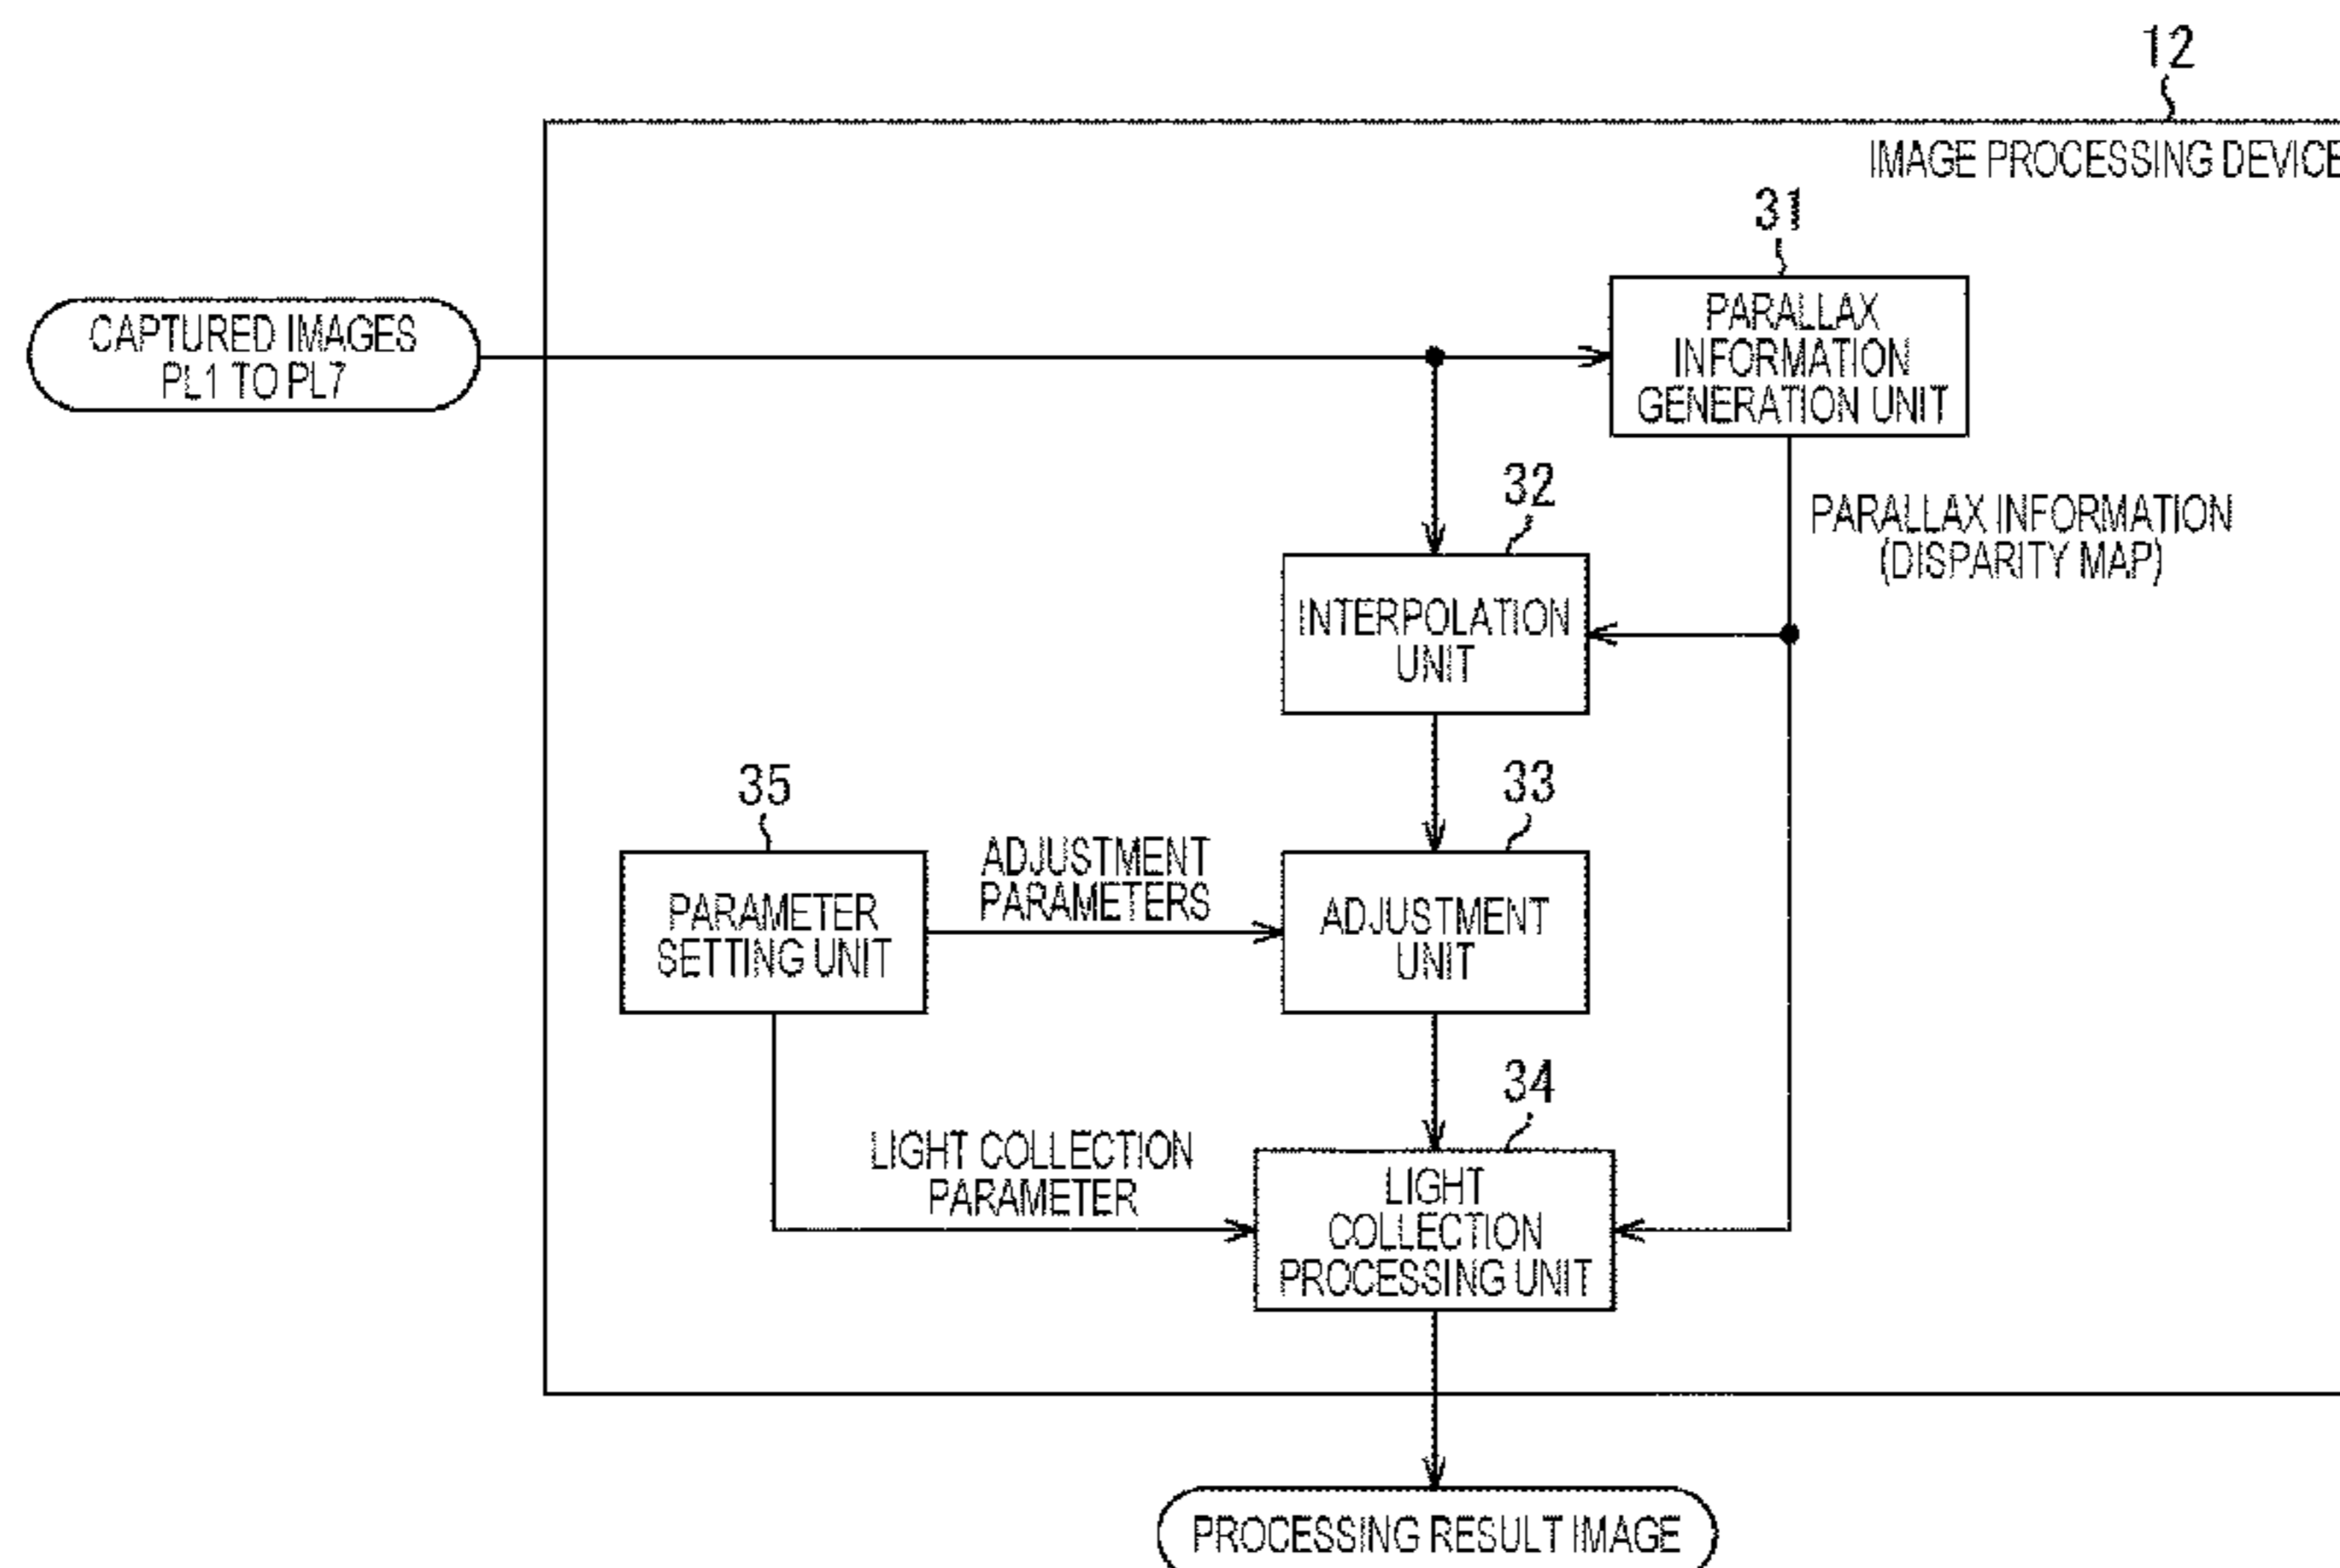 12
IMAGE PROCESSING DEVICE
31
CAPTURED IMAGES
PL1 TO PL7
PARALLAX
INFORMATION
GENERATION UNIT
32
PARALLAX INFORMATION
(DISPARITY MAP)
INTERPOLATION
UNIT
35
33
ADJUSTMENT
PARAMETERS
PARAMETER
SETTING UNIT
ADJUSTMENT
UNIT
34
LIGHT COLLECTION
PARAMETER
LIGHT
COLLECTION
PROCESSING UNIT
PROCESSING RESULT IMAGE